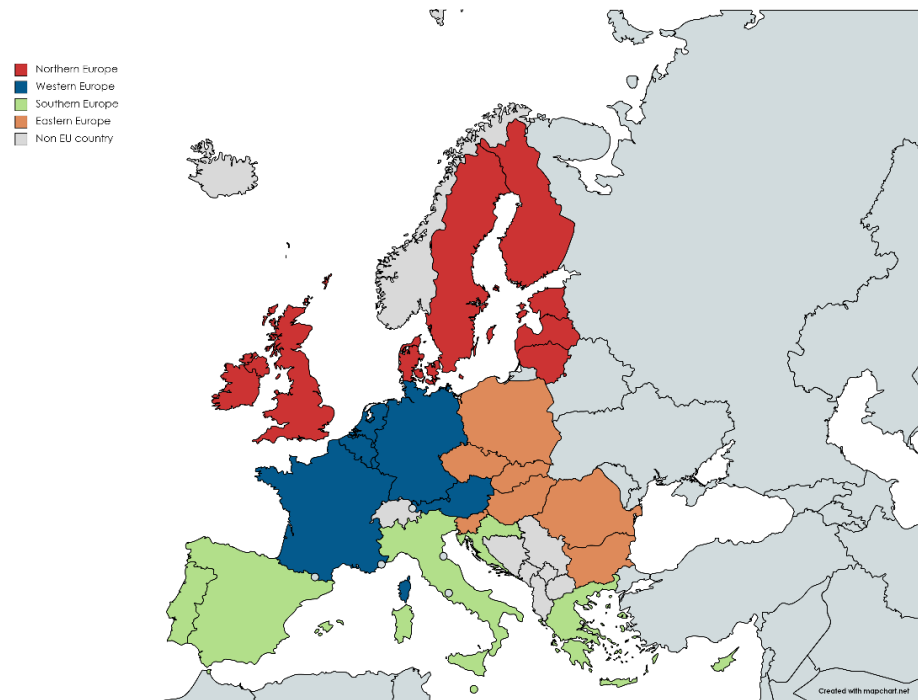 Northern Europe
Western Europe
Southern Europe
Eastern Europe
Non EU country
Created with mapchart.net